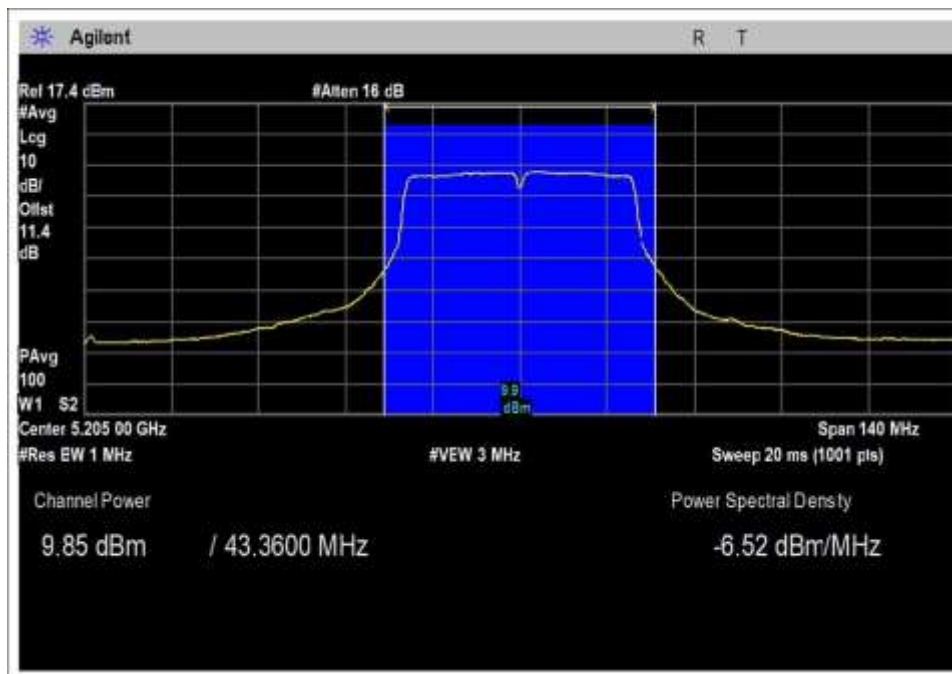 Agilent R T
Ref 17.4 dBm #Atten 16 dB
#Avg
Log
10
dB/
Offst
11.4
dB
PAvg
100
W1 S2
9.9
dBm
Center 5.205 00 GHz Span 140 MHz
#Res BW 1 MHz #VBW 3 MHz Sweep 20 ms (1001 pts)
Channel Power Power Spectral Density
9.85 dBm / 43.3600 MHz -6.52 dBm/MHz